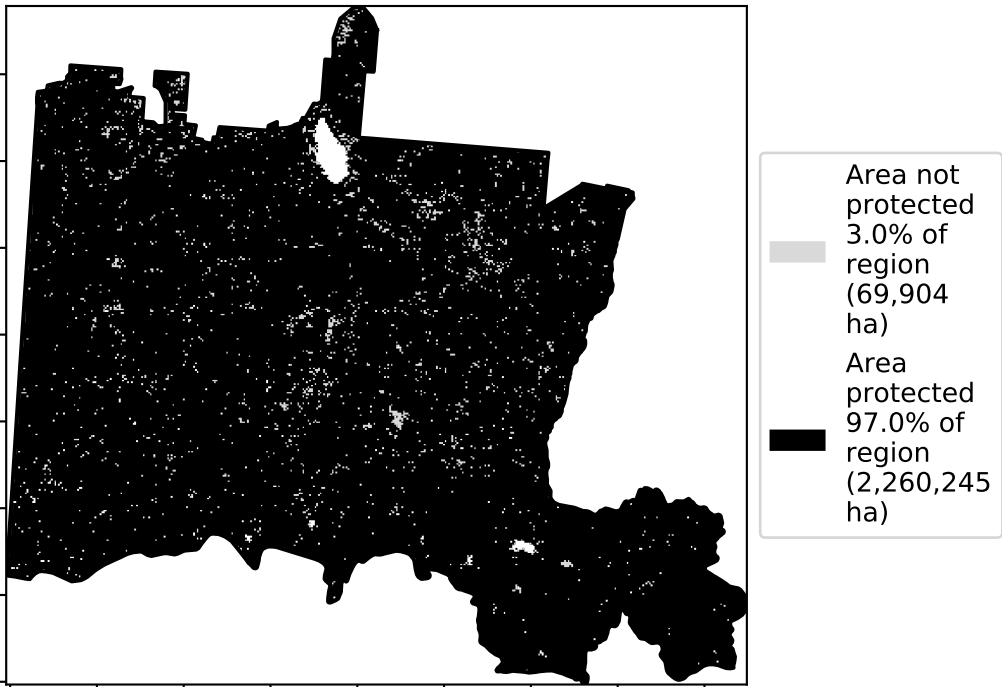 Area not
protected
3.0% of
region
(69,904
ha)
Area
protected
97.0% of
region
(2,260,245
ha)